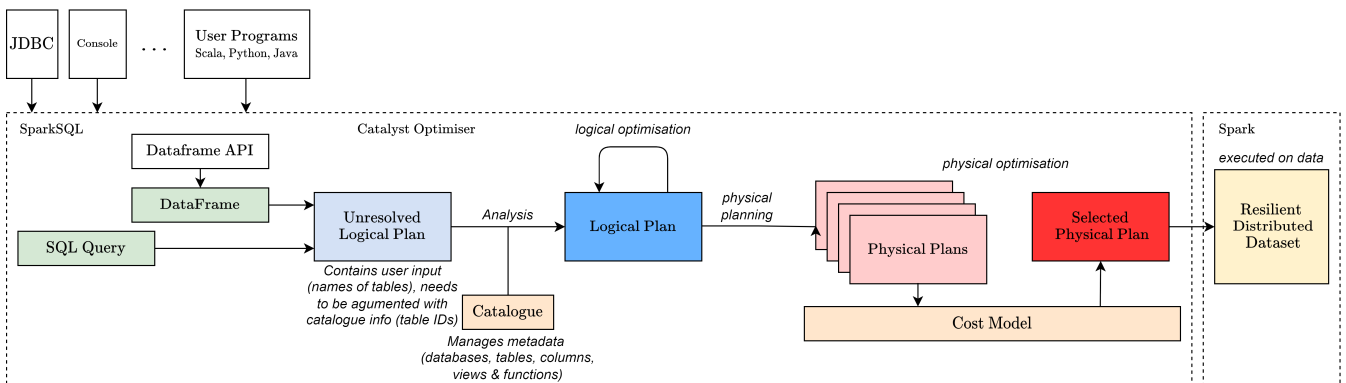 JDBC
Console
. . .
User Programs
Scala, Python, Java
SparkSQL
Catalyst Optimiser
Spark
Dataframe API
DataFrame
SQL Query
Unresolved
Logical Plan
Contains user input
(names of tables), needs
to be agumented with
catalogue info (table IDs)
Analysis
Catalogue
Manages metadata
(databases, tables, columns,
views & functions)
logical optimisation
Logical Plan
physical
planning
physical optimisation
Physical Plans
Cost Model
Selected
Physical Plan
executed on data
Resilient
Distributed
Dataset